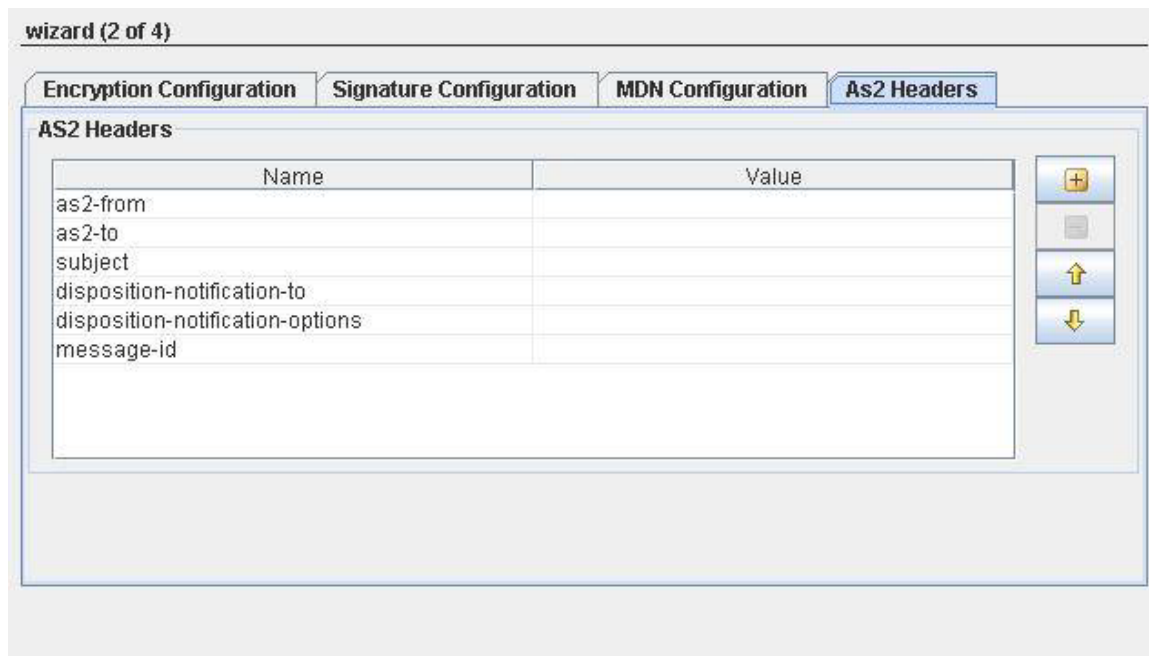 wizard (2 of 4)
Encryption Configuration Signature Configuration MDN Configuration As2 Headers
AS2 Headers
Name Value
as2-from
as2-to
subject
disposition-notification-to
disposition-notification-options
message-id